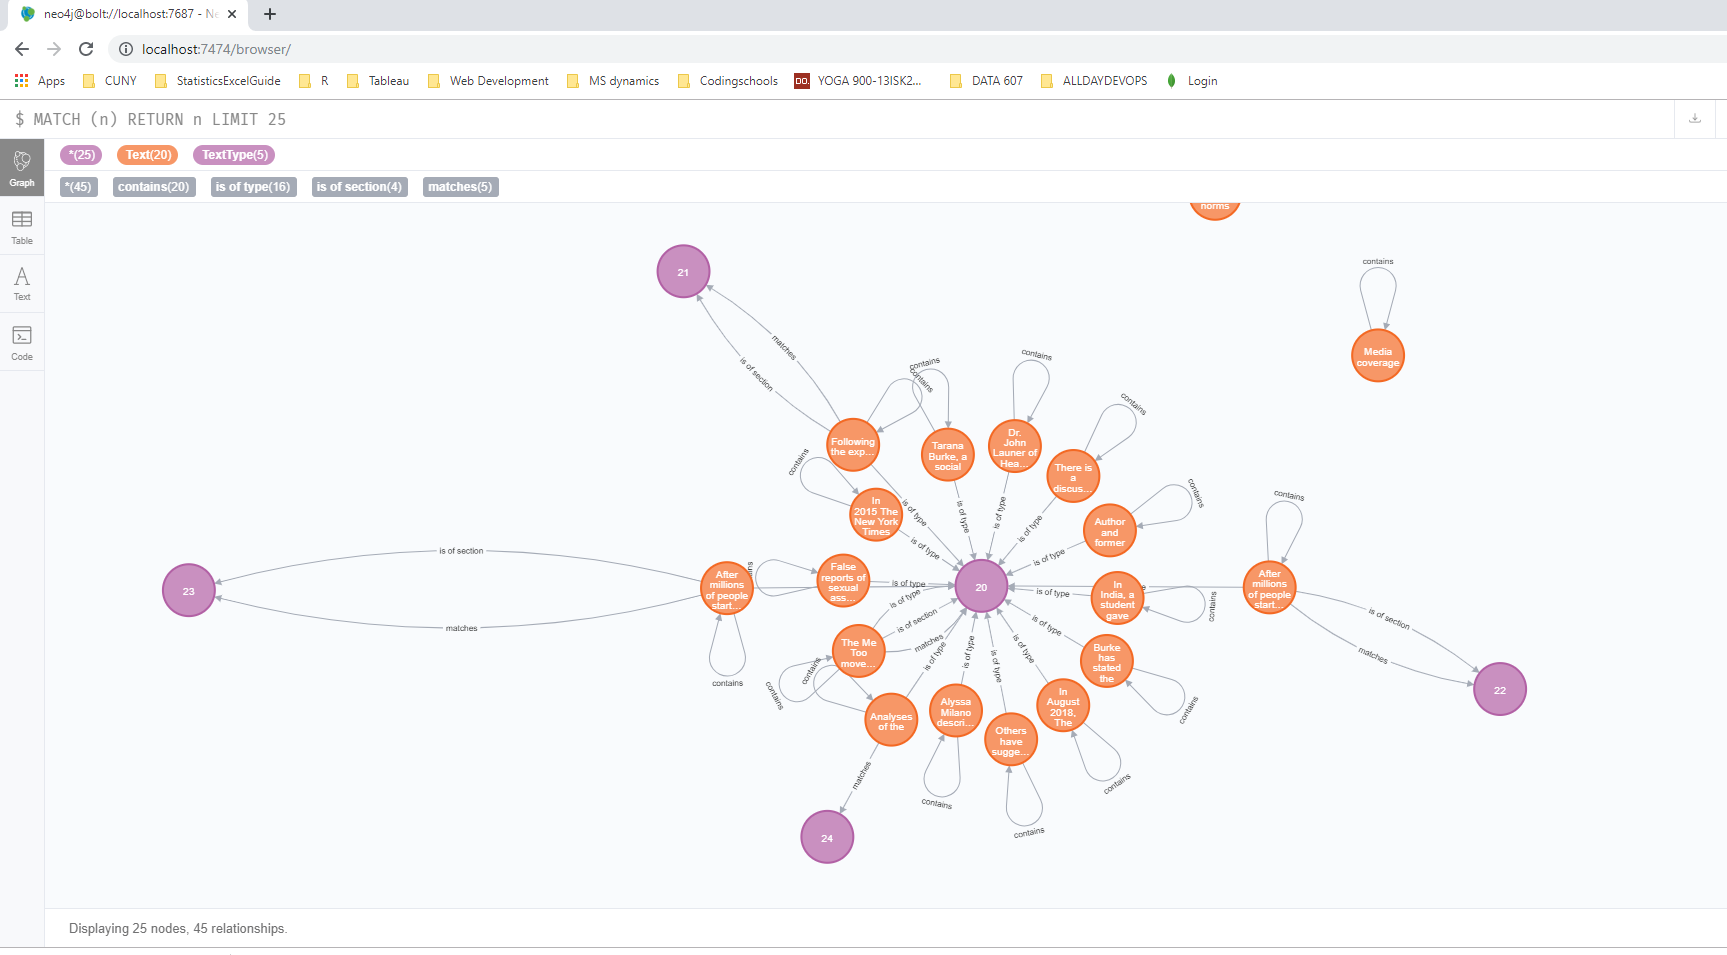 neo4j@bolt://localhost:7687 - Ne
localhost:7474/browser/
Apps CUNY StatisticsExcelGuide R Tableau Web Development MS dynamics Codingschools DO. YOGA 900-13ISK2... DATA 607 ALLDAYDEVOPS Login
$ MATCH (n) RETURN n LIMIT 25
*(25) Text(20) TextType(5)
*(45) contains(20) is of type(16) is of section(4) matches(5)
Graph
Table
Text
Code
norms
contains
Media
coverage
21
matches
is of section
contains
contains
contains
contains
Following
the exp...
Tarana
Burke, a
social
Dr.
John
Launer of
Hea...
There is
a
discus...
contains
In
2015 The
New York
Times
is of type
is of type
is of type
is of type
is of type
Author
and
former
contains
is of type
contains
is of section
23
matches
After
millions
of people
start...
contains
ins
False
reports of
sexual
ass...
is of type
20
is of type
In
India, a
student
gave
contains
e
After
millions
of people
start...
is of section
matches
22
The Me
Too
move...
is of type
is of section
matches
is of type
is of type
is of type
is of type
is of type
Burke
has
stated
the
contains
contains
contains
Analyses
of the
Alyssa
Milano
descri...
Others
have
sugge...
In
August
2018,
The
contains
contains
contains
matches
24
Displaying 25 nodes, 45 relationships.